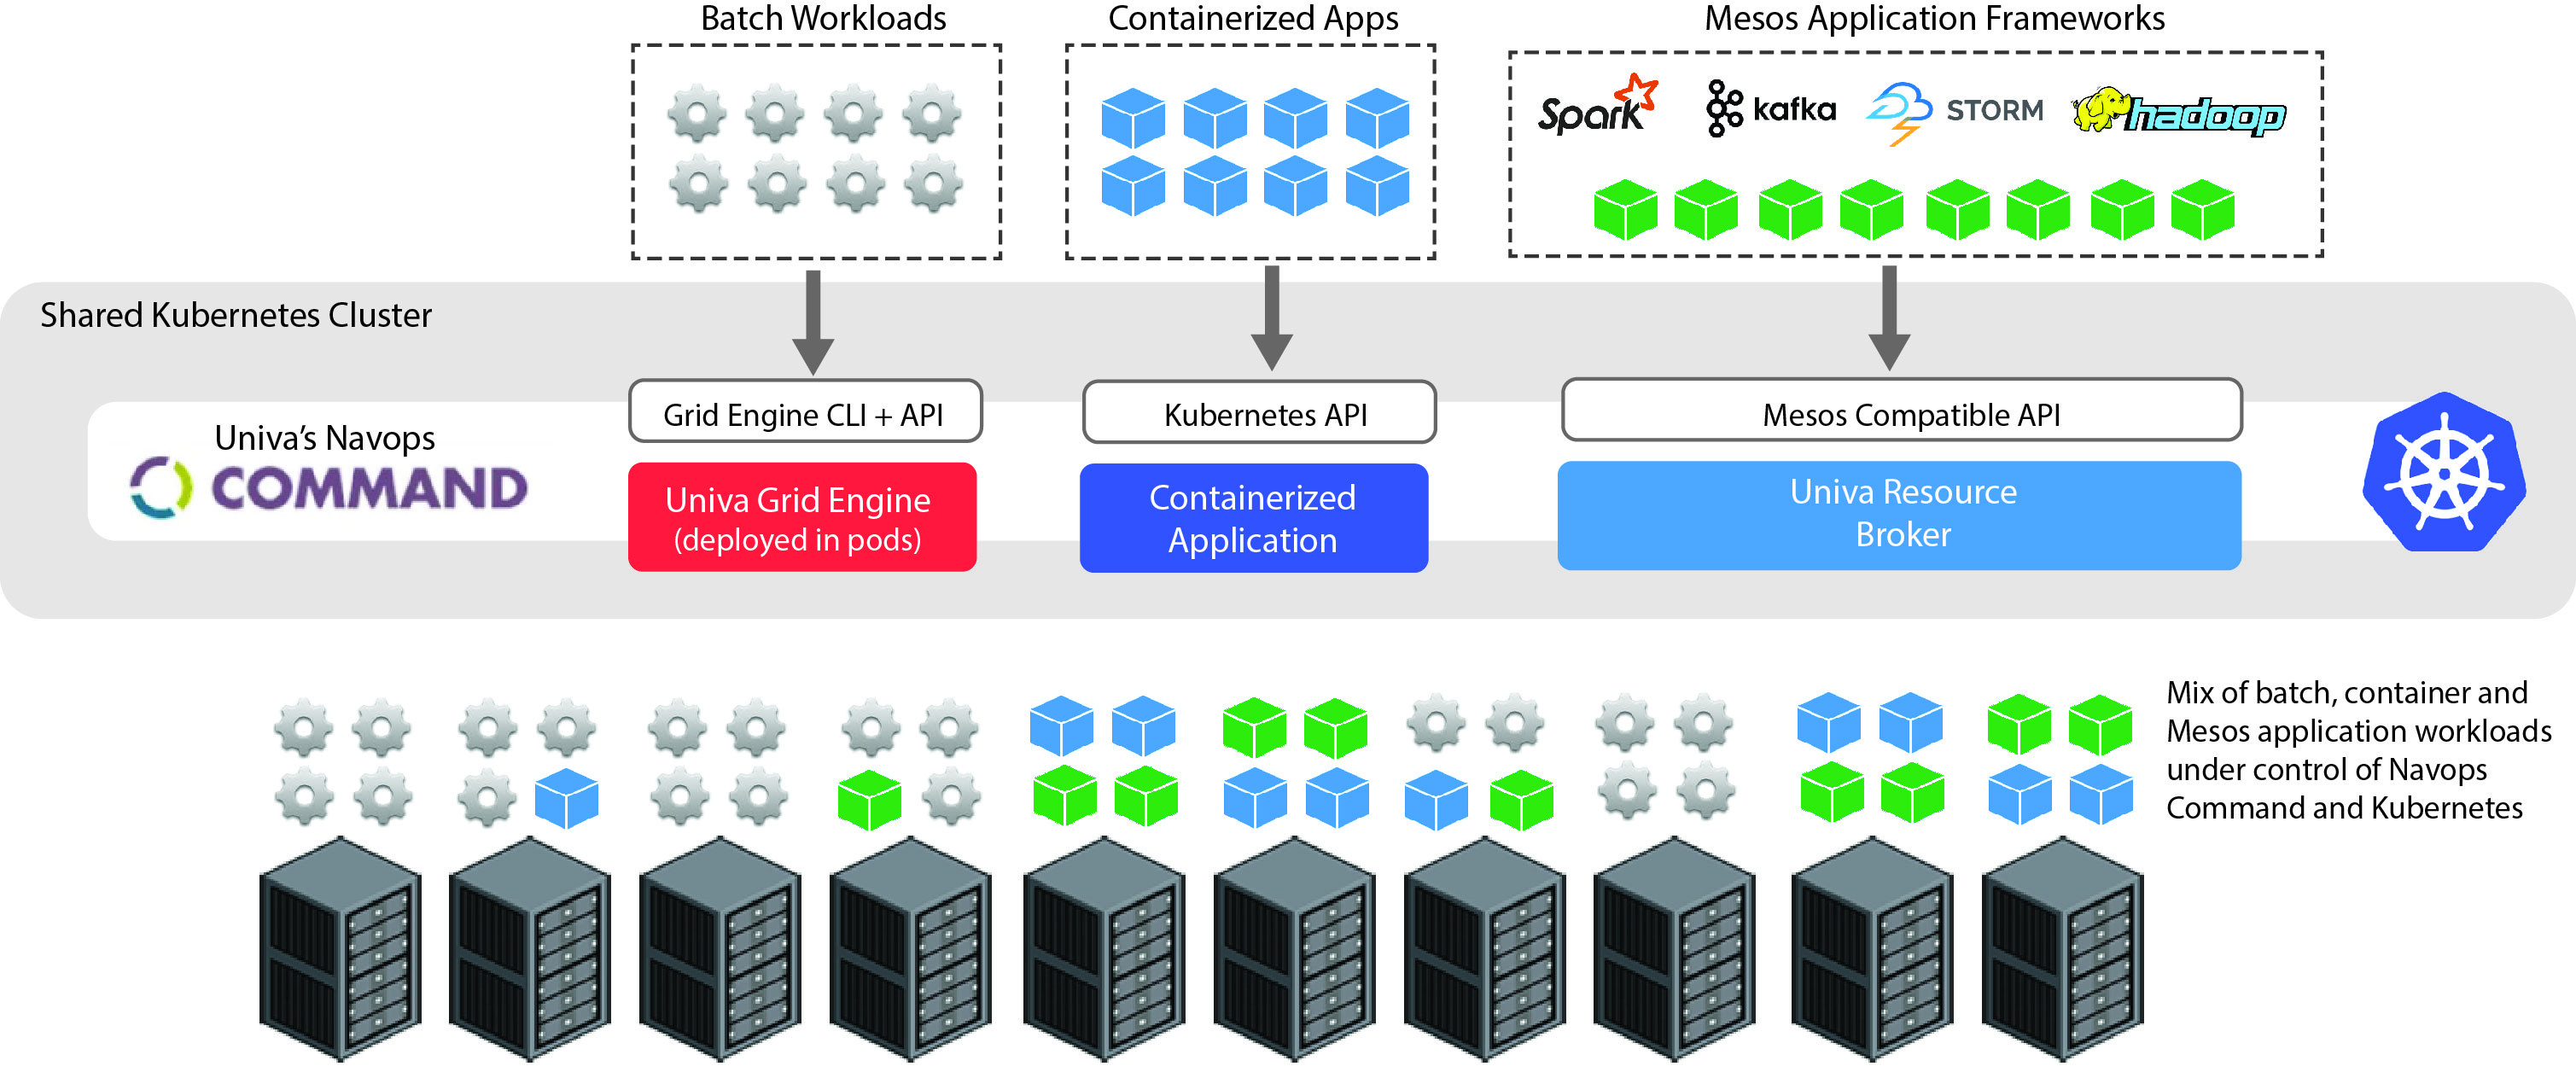 Batch Workloads
Containerized Apps
Mesos Application Frameworks
Spark
kafka
STORM
hadoop
Shared Kubernetes Cluster
Univa’s Navops
COMMAND
Grid Engine CLI + API
Kubernetes API
Mesos Compatible API
Univa Grid Engine
(deployed in pods)
Containerized
Application
Univa Resource
Broker
Mix of batch, container and
Mesos application workloads
under control of Navops
Command and Kubernetes